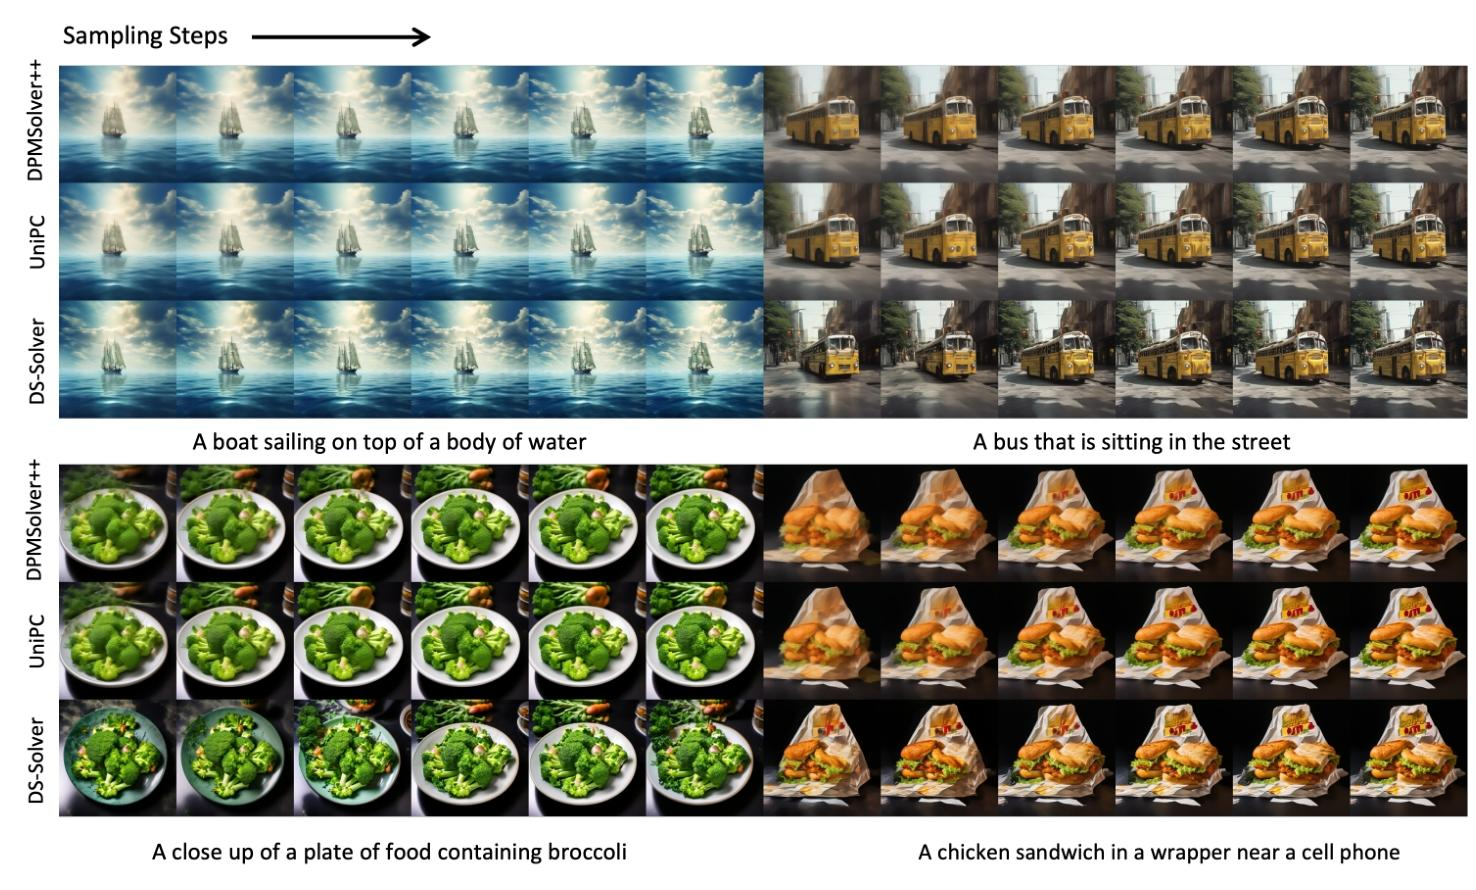 Sampling Steps
DPMSolver++
UniPC
DS-Solver
A boat sailing on top of a body of water
A bus that is sitting in the street
DPMSolver++
UniPC
DS-Solver
A close up of a plate of food containing broccoli
A chicken sandwich in a wrapper near a cell phone